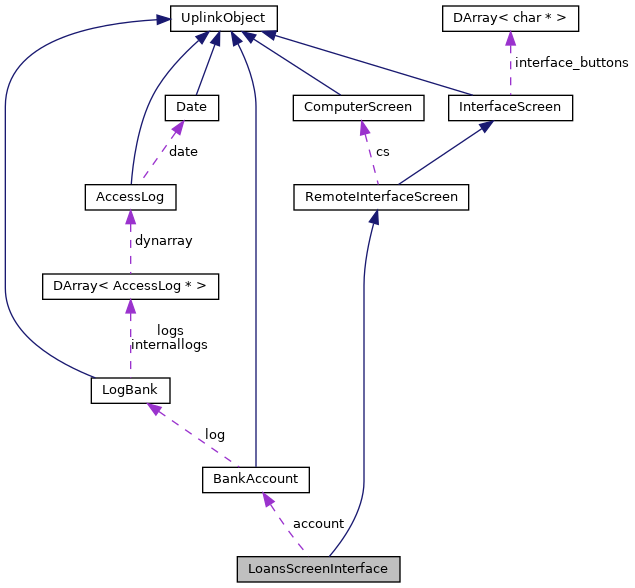 UplinkObject
DArray< char * >
interface_buttons
Date
ComputerScreen
InterfaceScreen
date
cs
AccessLog
RemoteInterfaceScreen
dynarray
DArray< AccessLog * >
logs
internallogs
LogBank
log
BankAccount
account
LoansScreenInterface